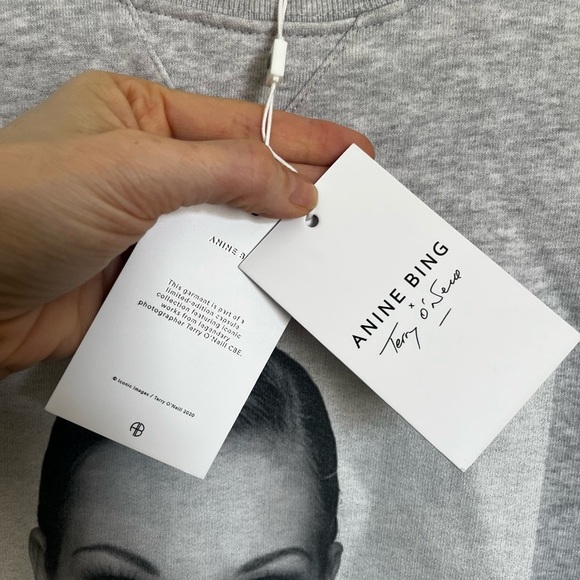 ANINE B
This garment is part of a
limited-edition capsule
collection featuring iconic
works from legendary
photographer Terry O'Neill CBE.
© Iconic Images / Terry O'Neill 2020
AB
ANINE BING
×
Terry O'Neill